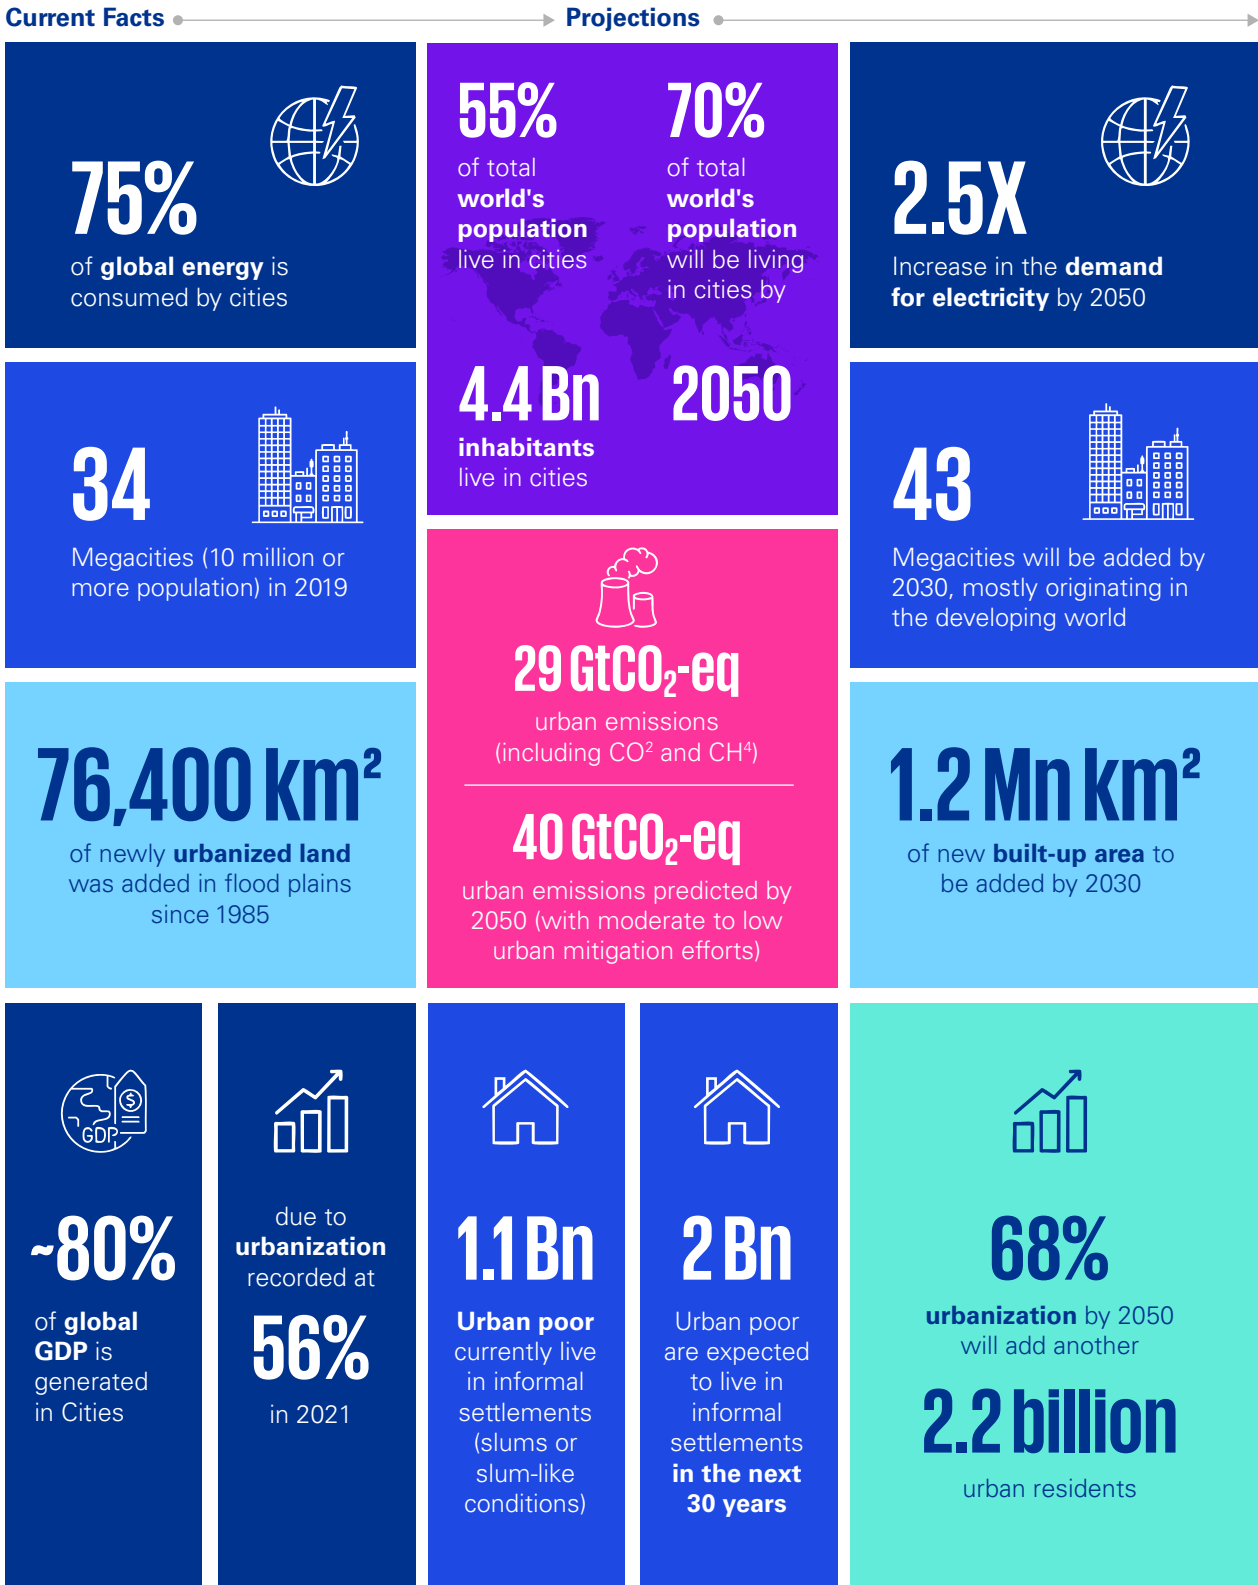 Current Facts
Projections
75%
of global energy is
consumed by cities
55%
of total
world's
population
live in cities
4.4 Bn
inhabitants
live in cities
70%
of total
world's
population
will be living
in cities by
2050
2.5X
Increase in the demand
for electricity by 2050
34
Megacities (10 million or
more population) in 2019
43
Megacities will be added by
2030, mostly originating in
the developing world
29 GtCO₂-eq
urban emissions
(including CO² and CH⁴)
40 GtCO₂-eq
urban emissions predicted by
2050 (with moderate to low
urban mitigation efforts)
76,400 km²
of newly urbanized land
was added in flood plains
since 1985
1.2 Mn km²
of new built-up area to
be added by 2030
$
GDP
~80%
of global
GDP is
generated
in Cities
due to
urbanization
recorded at
56%
in 2021
1.1 Bn
Urban poor
currently live
in informal
settlements
(slums or
slum-like
conditions)
2 Bn
Urban poor
are expected
to live in
informal
settlements
in the next
30 years
68%
urbanization by 2050
will add another
2.2 billion
urban residents